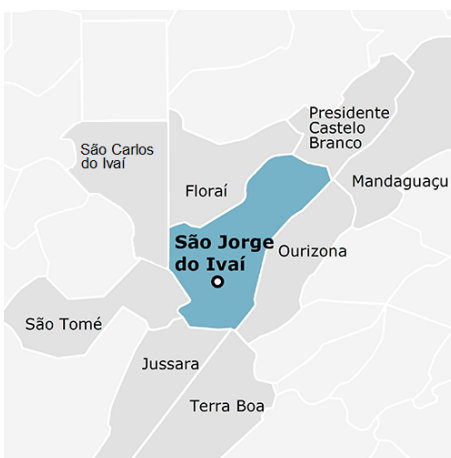 Presidente
Castelo
Branco
São Carlos
do Ivaí
Mandaguaçu
Floraí
São Jorge
do Ivaí
Ourizona
São Tomé
Jussara
Terra Boa